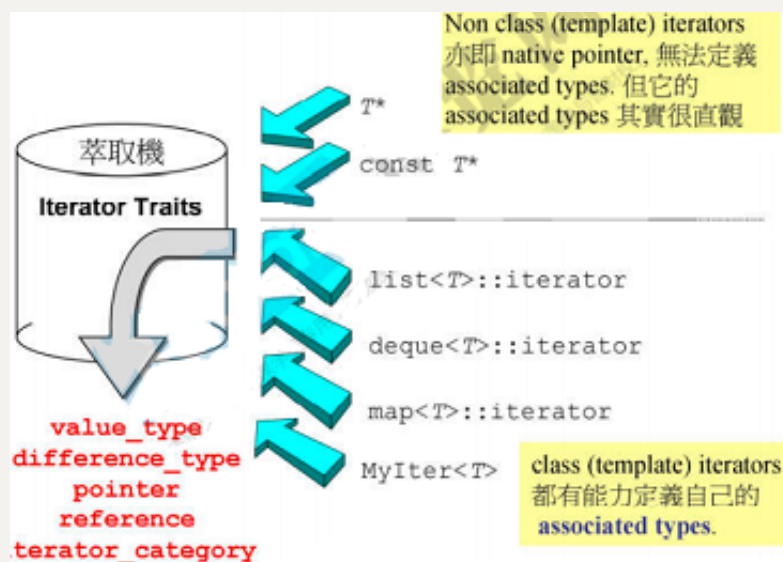 Non class (template) iterators
亦即 native pointer, 無法定義
associated types. 但它的
associated types 其實很直觀
T*
const T*
萃取機
Iterator Traits
list<T>::iterator
deque<T>::iterator
map<T>::iterator
MyIter<T>
value_type
difference_type
pointer
reference
iterator_category
class (template) iterators
都有能力定義自己的
associated types.